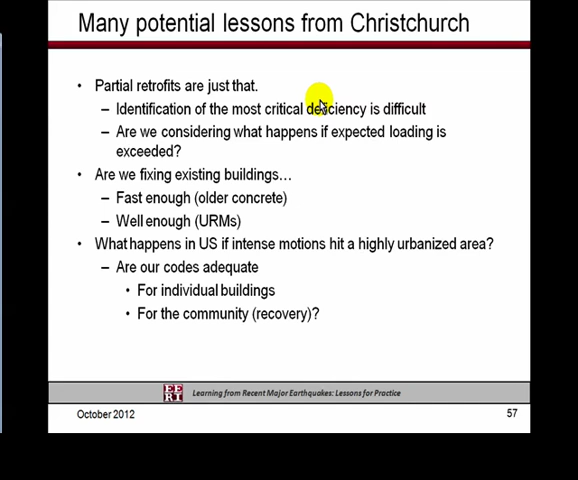 Many potential lessons from Christchurch
• Partial retrofits are just that.
– Identification of the most critical deficiency is difficult
– Are we considering what happens if expected loading is
exceeded?
• Are we fixing existing buildings…
– Fast enough (older concrete)
– Well enough (URMs)
• What happens in US if intense motions hit a highly urbanized area?
– Are our codes adequate
• For individual buildings
• For the community (recovery)?
EE
RI
Learning from Recent Major Earthquakes: Lessons for Practice
October 2012
57